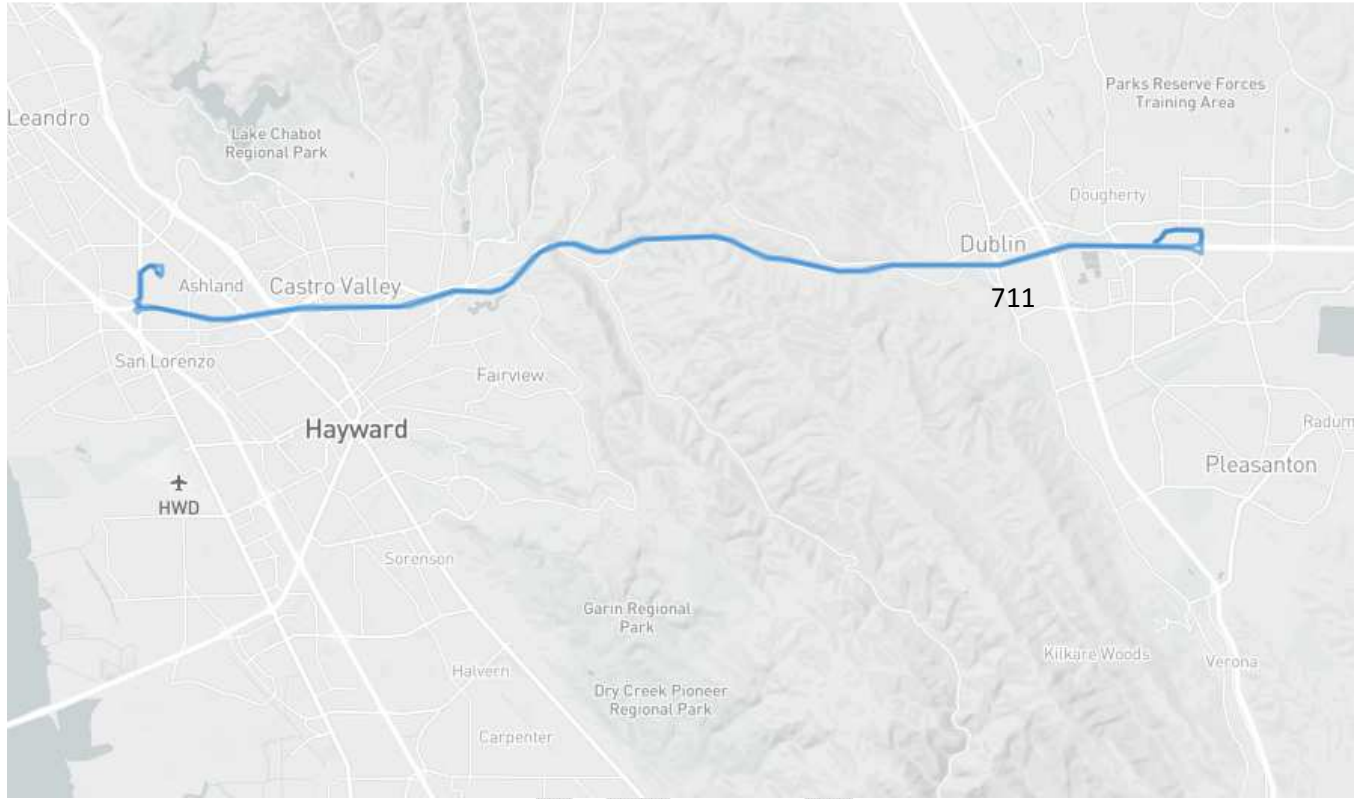 Parks Reserve Forces
Training Area
Leandro
Lake Chabot
Regional Park
Dougherty
Dublin
Ashland
Castro Valley
711
San Lorenzo
Fairview
Hayward
Radum
Pleasanton
HWD
Sorenson
Garin Regional
Park
Kilkare Woods
Verona
Halvern
Dry Creek Pioneer
Regional Park
Carpenter